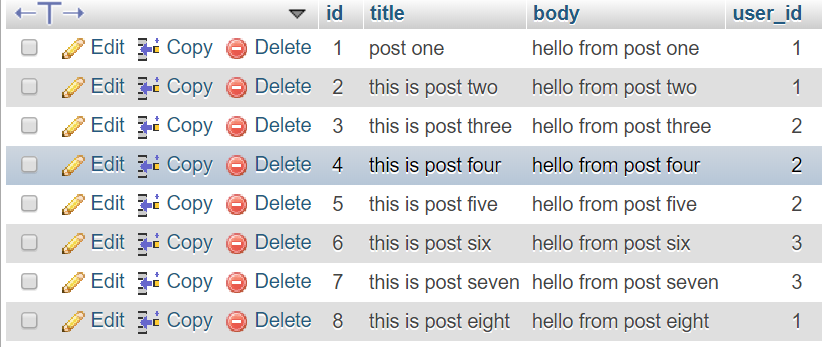 id title body user_id
Edit Copy Delete 1 post one hello from post one 1
Edit Copy Delete 2 this is post two hello from post two 1
Edit Copy Delete 3 this is post three hello from post three 2
Edit Copy Delete 4 this is post four hello from post four 2
Edit Copy Delete 5 this is post five hello from post five 2
Edit Copy Delete 6 this is post six hello from post six 3
Edit Copy Delete 7 this is post seven hello from post seven 3
Edit Copy Delete 8 this is post eight hello from post eight 1